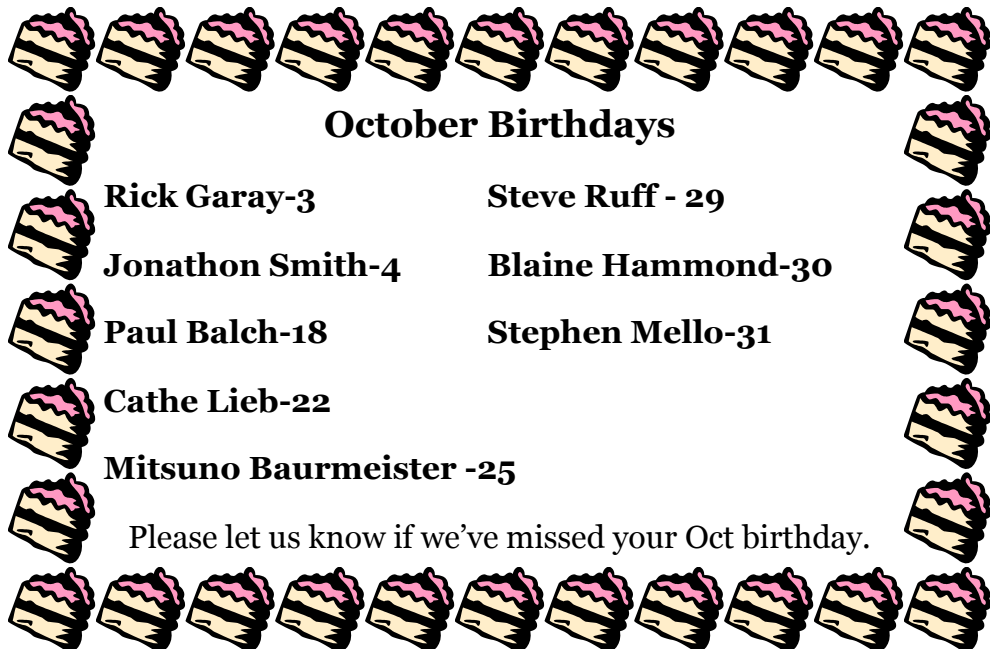 October Birthdays
Rick Garay-3
Jonathon Smith-4
Paul Balch-18
Cathe Lieb-22
Mitsuno Baurmeister -25
Steve Ruff - 29
Blaine Hammond-30
Stephen Mello-31
Please let us know if we’ve missed your Oct birthday.